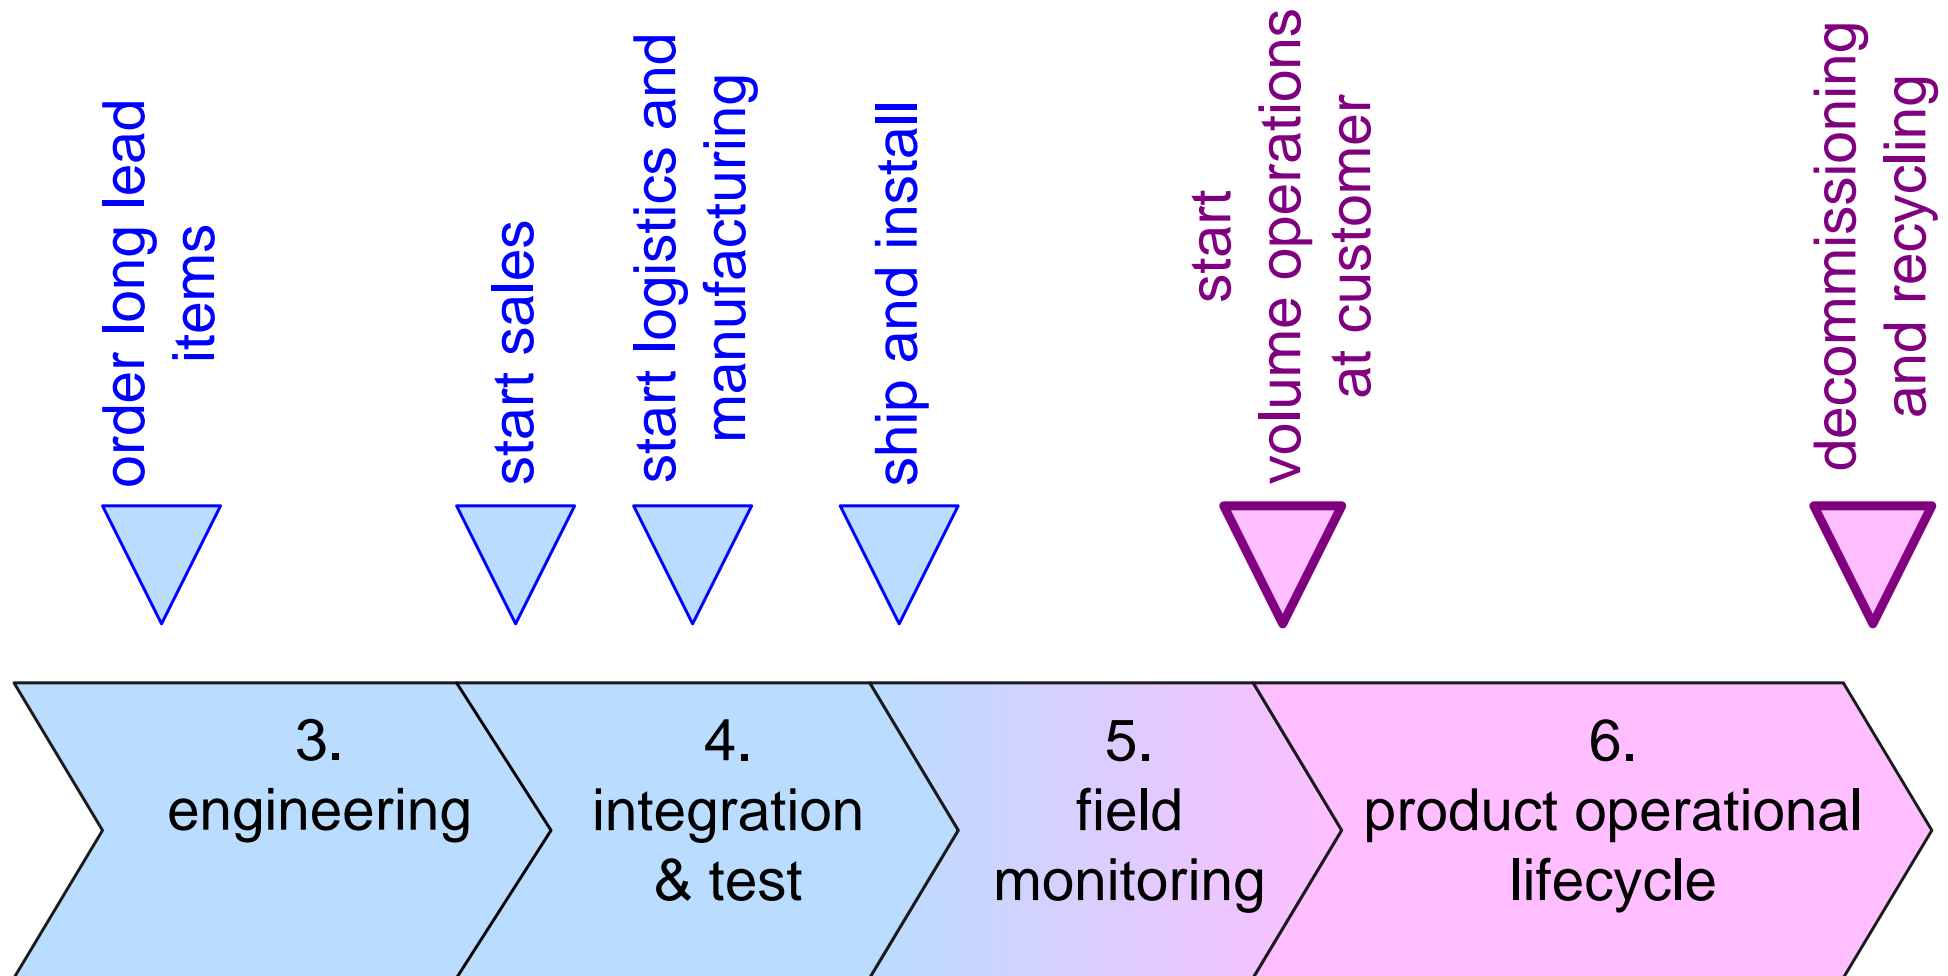 order long lead
items
start sales
start logistics and
manufacturing
ship and install
start
volume operations
at customer
decommissioning
and recycling
3.
engineering
4.
integration
& test
5.
field
monitoring
6.
product operational
lifecycle